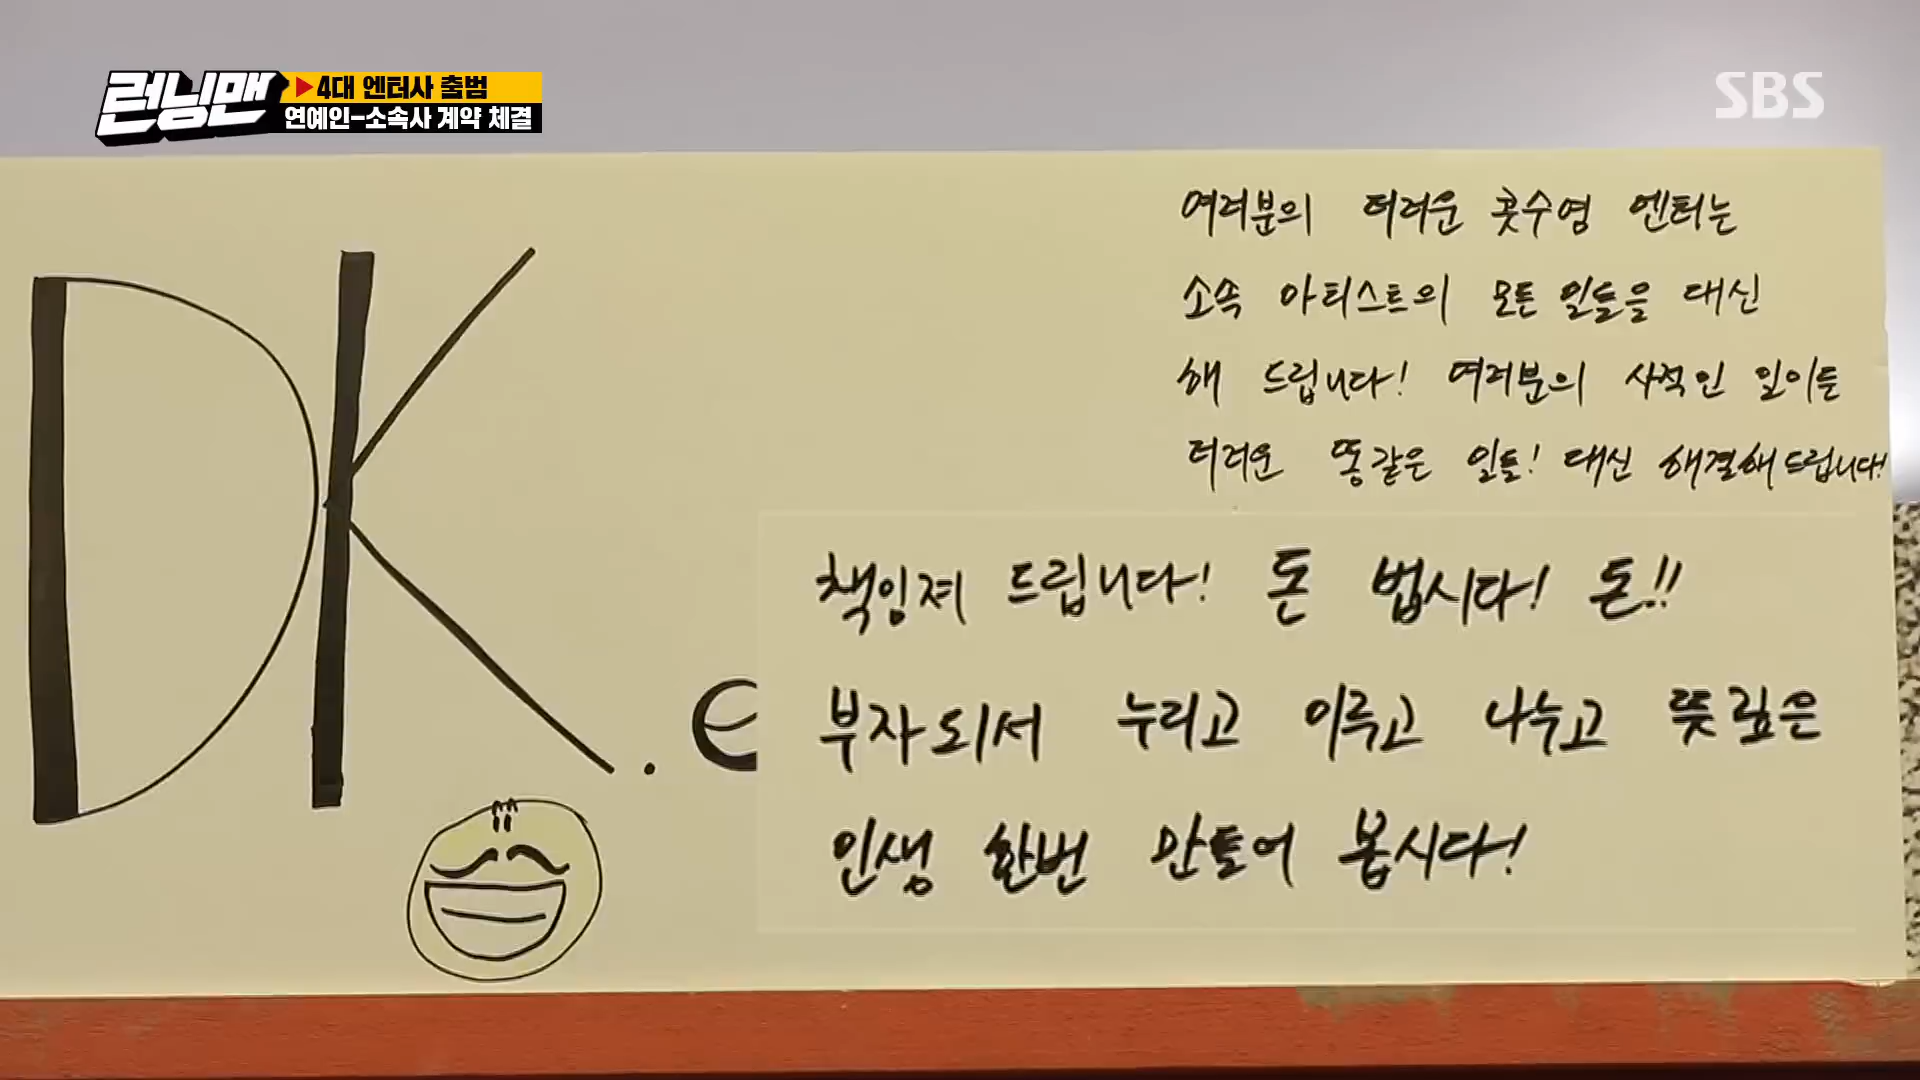 런닝맨
▶4대 엔터사 출범
연예인-소속사 계약 체결
SBS
DK.e
여러분의 더러운 콧수염 엔터는
소속 아티스트의 모든 일들을 대신
해 드립니다! 여러분의 사적인 일이든
더러운 똥같은 일들! 대신 해결해드립니다!
책임져 드립니다! 돈 법시다! 돈!!
부자되서 누리고 이루고 나누고 뜻깊은
인생 한번 만들어 봅시다!